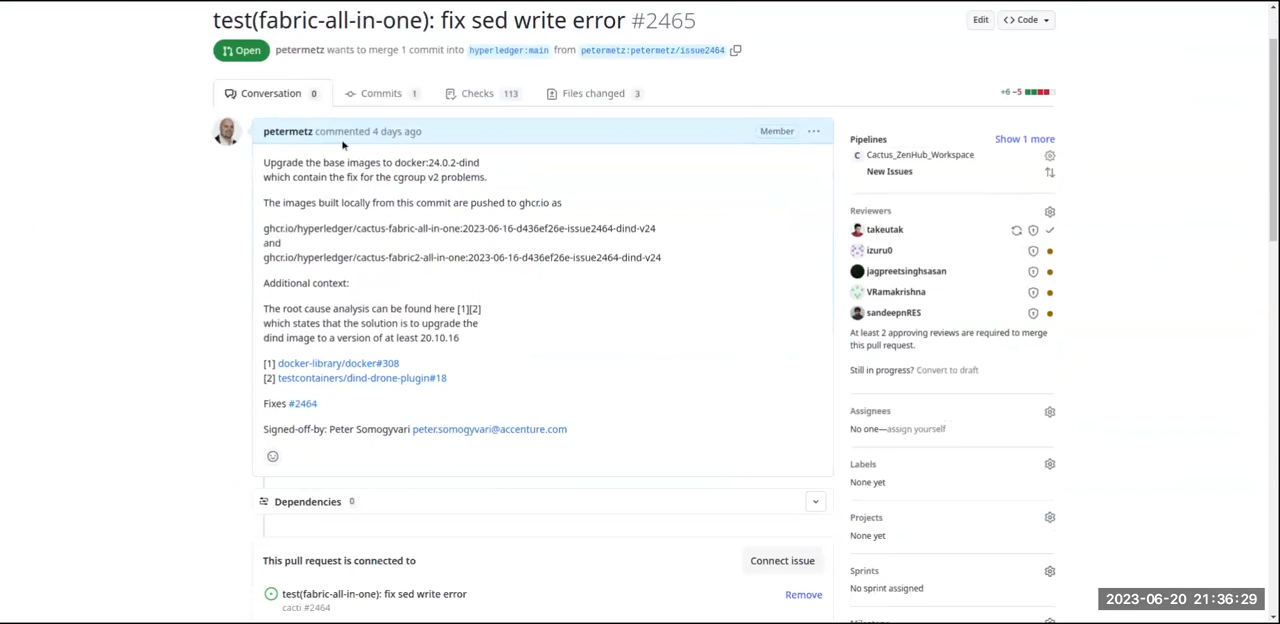 test(fabric-all-in-one): fix sed write error #2465
Edit
<> Code
Open
petermetz wants to merge 1 commit into hyperledger:main from petermetz:petermetz/issue2464
Conversation 0
Commits 1
Checks 113
Files changed 3
+6 −5
petermetz commented 4 days ago
Member
Upgrade the base images to docker:24.0.2-dind
which contain the fix for the cgroup v2 problems.
The images built locally from this commit are pushed to ghcr.io as
ghcr.io/hyperledger/cactus-fabric-all-in-one:2023-06-16-d436ef26e-issue2464-dind-v24
and
ghcr.io/hyperledger/cactus-fabric2-all-in-one:2023-06-16-d436ef26e-issue2464-dind-v24
Additional context:
The root cause analysis can be found here [1][2]
which states that the solution is to upgrade the
dind image to a version of at least 20.10.16
[1] docker-library/docker#308
[2] testcontainers/dind-drone-plugin#18
Fixes #2464
Signed-off-by: Peter Somogyvari peter.somogyvari@accenture.com
Dependencies 0
This pull request is connected to
Connect issue
test(fabric-all-in-one): fix sed write error
Remove
cacti #2464
Pipelines
Show 1 more
C Cactus_ZenHub_Workspace
New Issues
Reviewers
takeutak
izuru0
jagpreetsinghsasan
VRamakrishna
sandeepnRES
At least 2 approving reviews are required to merge
this pull request.
Still in progress? Convert to draft
Assignees
No one—assign yourself
Labels
None yet
Projects
None yet
Sprints
No sprint assigned
2023-06-20 21:36:29